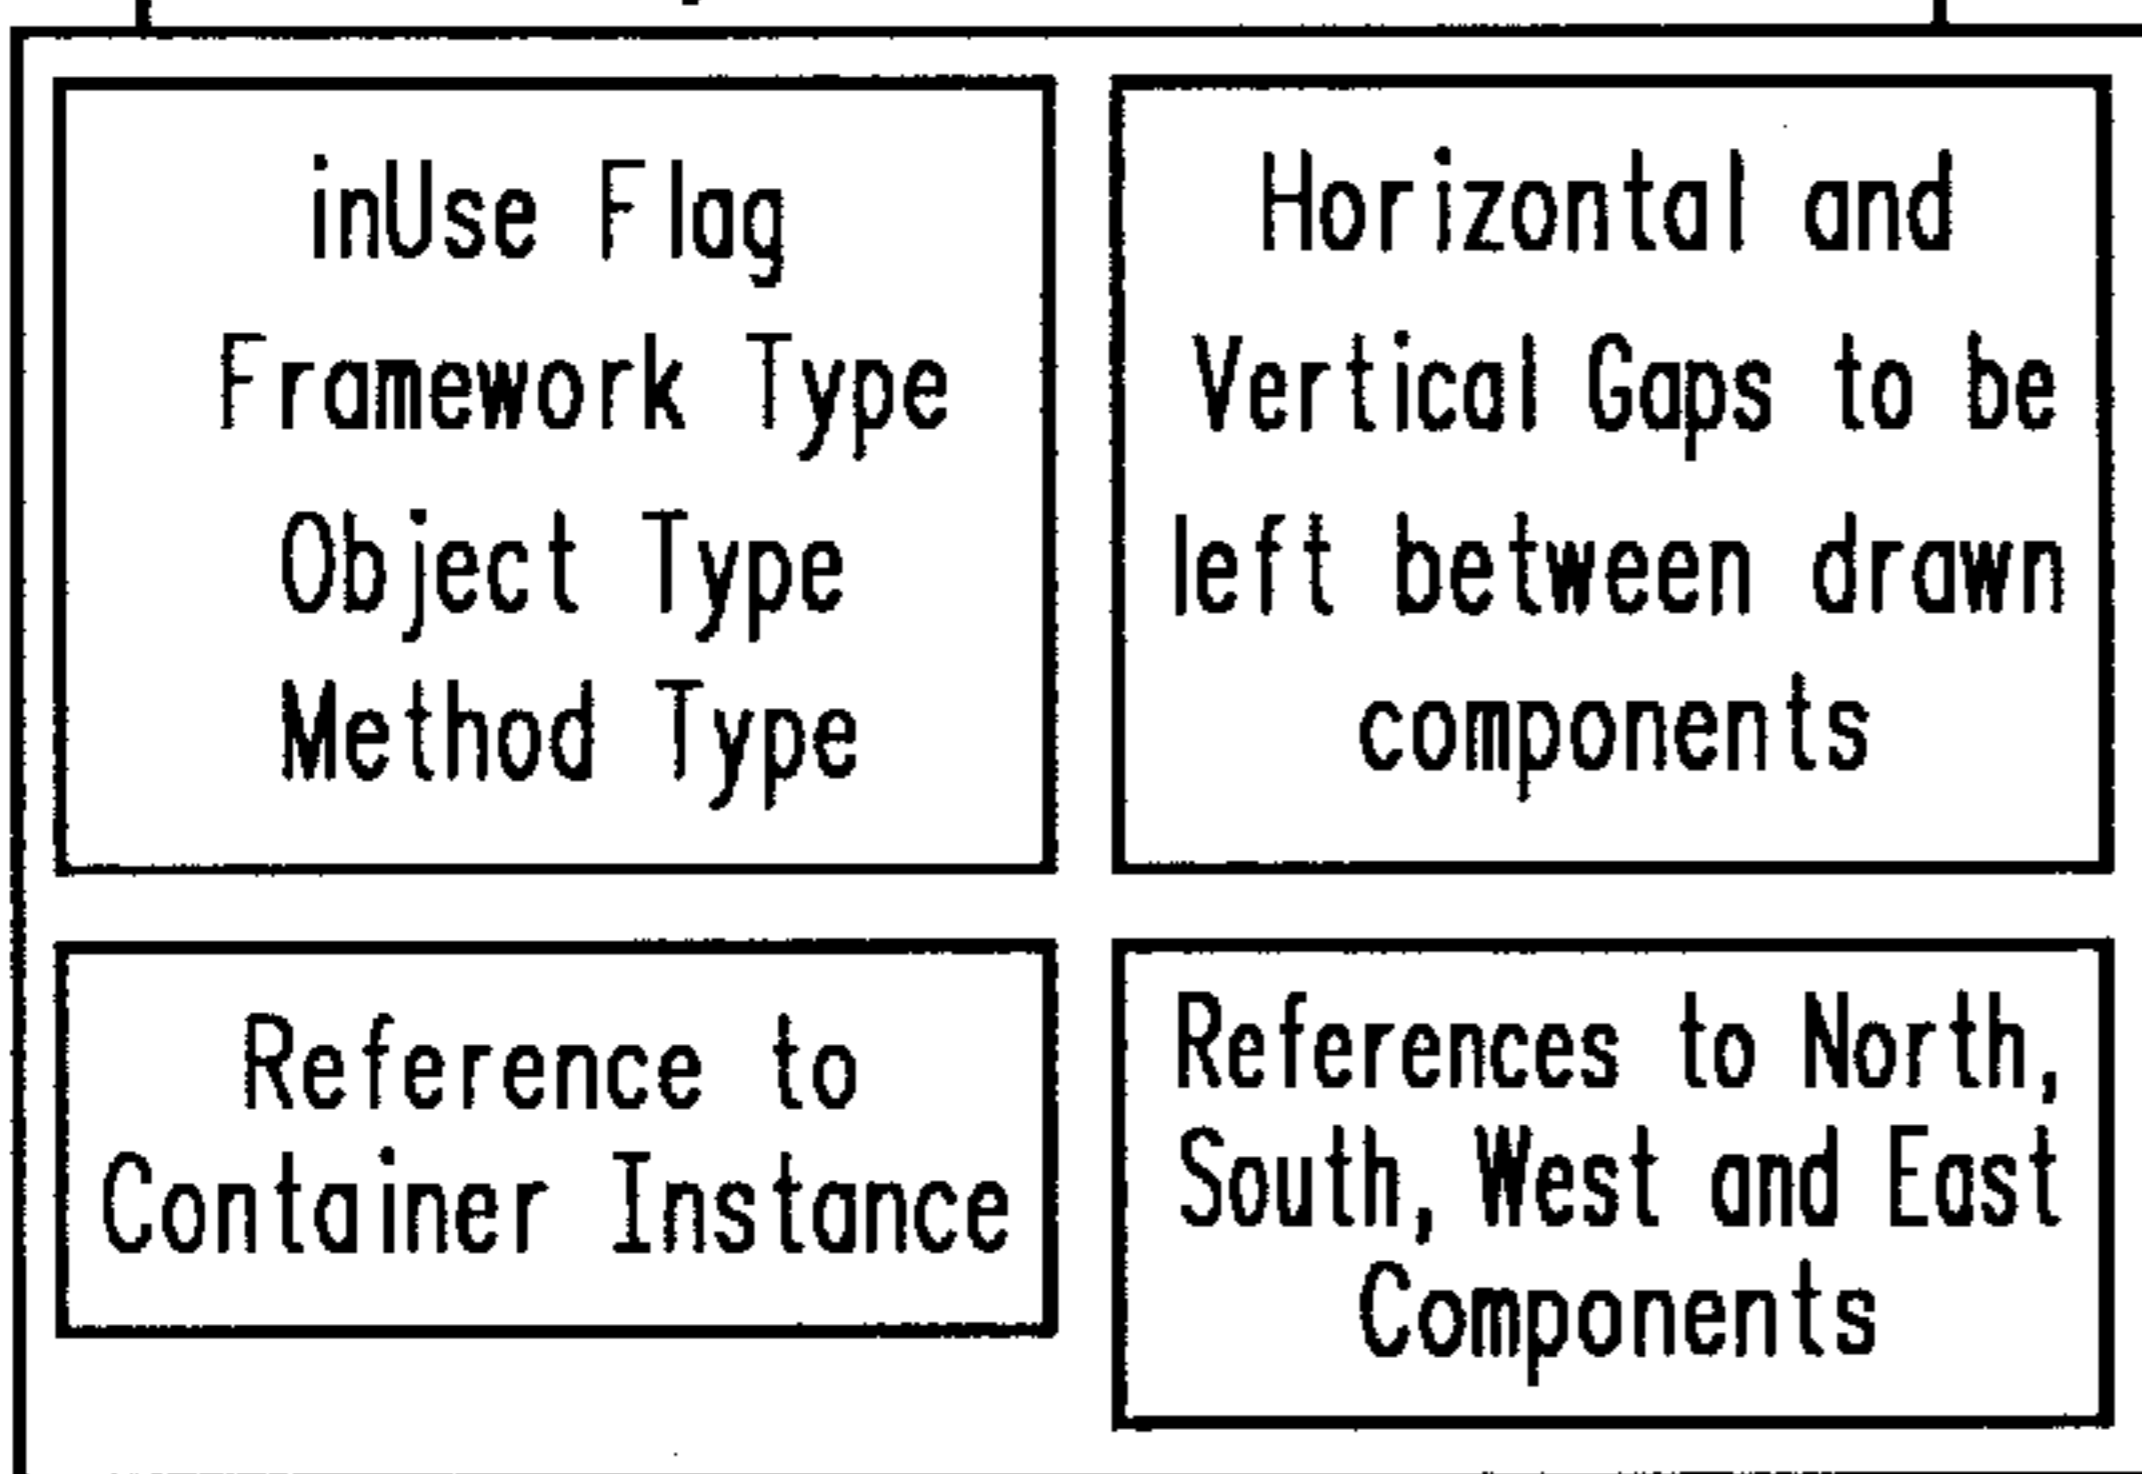 inUse Flag
Framework Type
Object Type
Method Type
Horizontal and
Vertical Gaps to be
left between drawn
components
Reference to
Container Instance
References to North,
South, West and East
Components